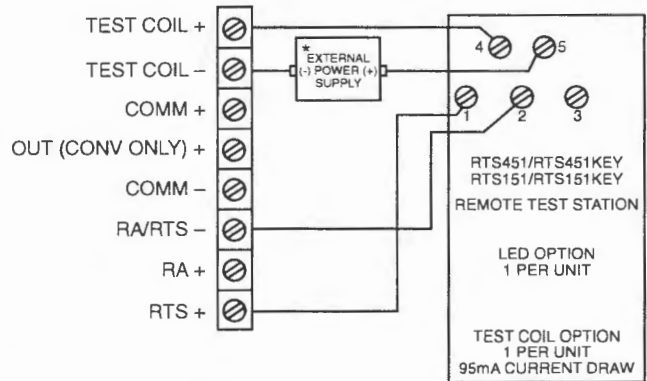 TEST COIL +
TEST COIL –
COMM +
OUT (CONV ONLY) +
COMM –
RA/RTS –
RA +
RTS +
*
EXTERNAL
(-) POWER (+)
SUPPLY
4
5
1
2
3
RTS451/RTS451KEY
RTS151/RTS151KEY
REMOTE TEST STATION
LED OPTION
1 PER UNIT
TEST COIL OPTION
1 PER UNIT
95mA CURRENT DRAW